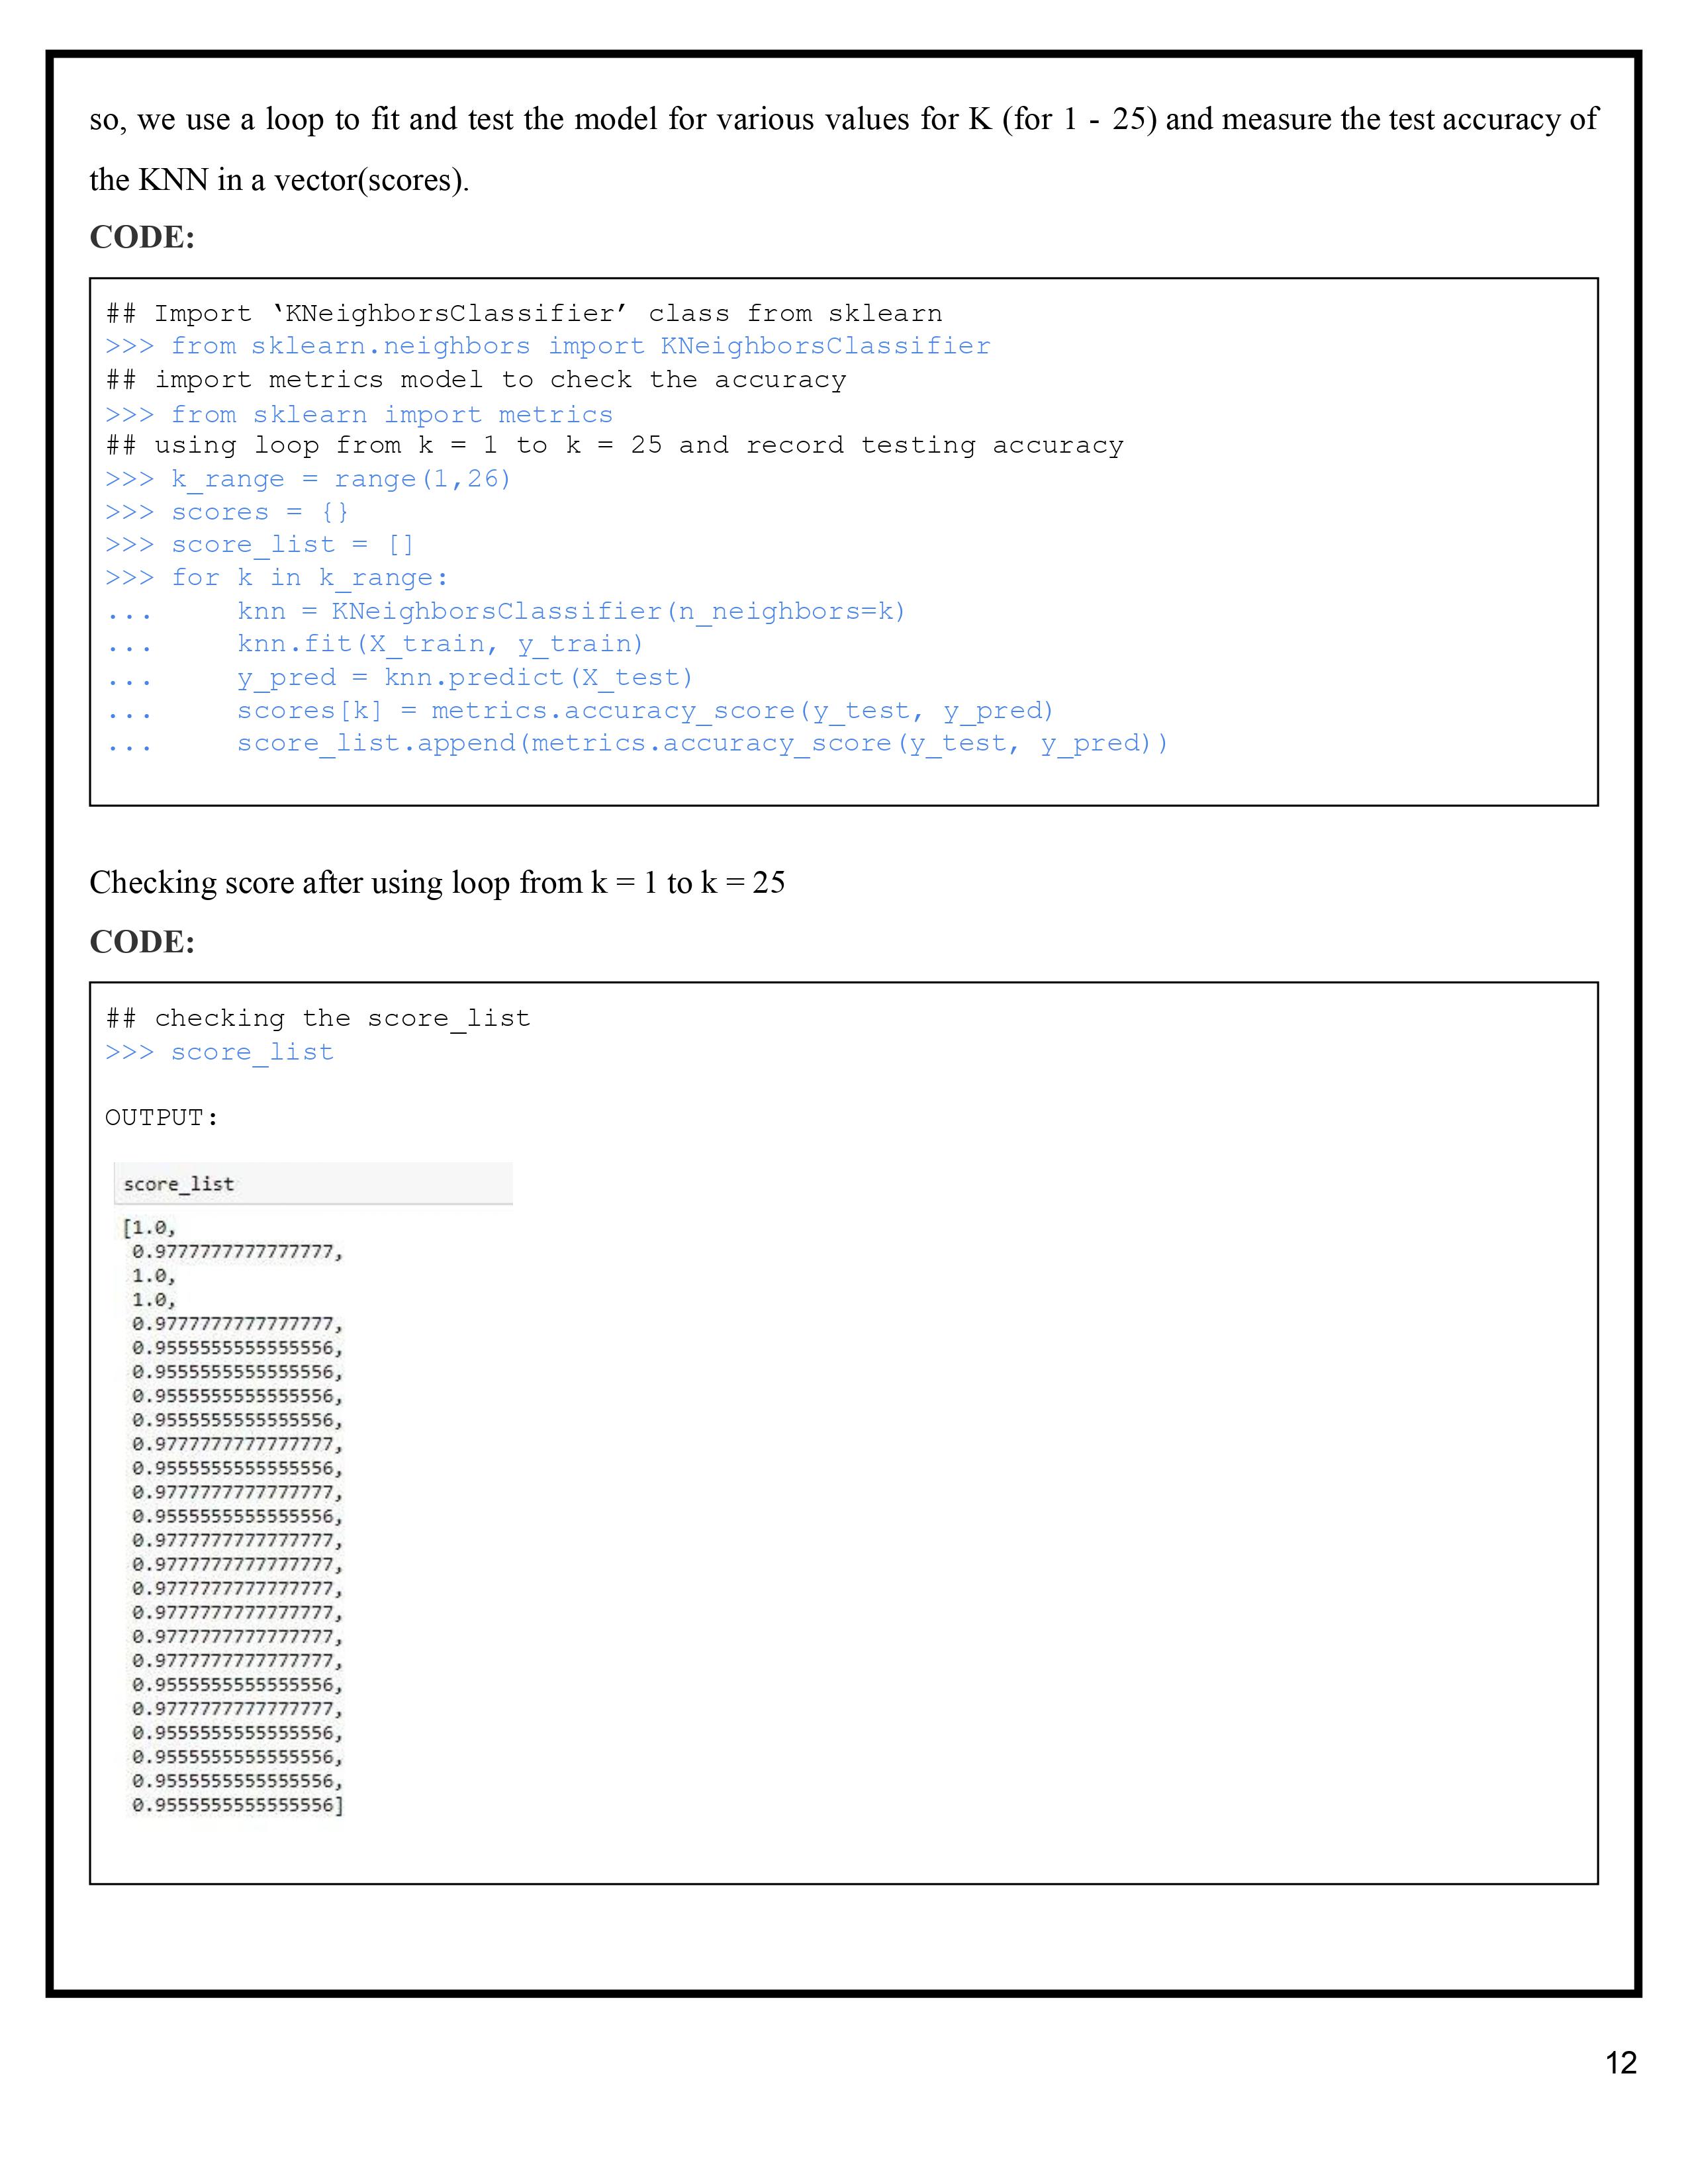 so, we use a loop to fit and test the model for various values for K (for 1 - 25) and measure the test accuracy of
the KNN in a vector(scores).
CODE:
## Import ‘KNeighborsClassifier’ class from sklearn
>>> from sklearn.neighbors import KNeighborsClassifier
## import metrics model to check the accuracy
>>> from sklearn import metrics
## using loop from k = 1 to k = 25 and record testing accuracy
>>> k_range = range(1,26)
>>> scores = {}
>>> score_list = []
>>> for k in k_range:
...     knn = KNeighborsClassifier(n_neighbors=k)
...     knn.fit(X_train, y_train)
...     y_pred = knn.predict(X_test)
...     scores[k] = metrics.accuracy_score(y_test, y_pred)
...     score_list.append(metrics.accuracy_score(y_test, y_pred))
Checking score after using loop from k = 1 to k = 25
CODE:
## checking the score_list
>>> score_list
OUTPUT:
score_list
[1.0,
0.9777777777777777,
1.0,
1.0,
0.9777777777777777,
0.9555555555555556,
0.9555555555555556,
0.9555555555555556,
0.9555555555555556,
0.9777777777777777,
0.9555555555555556,
0.9777777777777777,
0.9555555555555556,
0.9777777777777777,
0.9777777777777777,
0.9777777777777777,
0.9777777777777777,
0.9777777777777777,
0.9777777777777777,
0.9555555555555556,
0.9777777777777777,
0.9555555555555556,
0.9555555555555556,
0.9555555555555556,
0.9555555555555556]
12